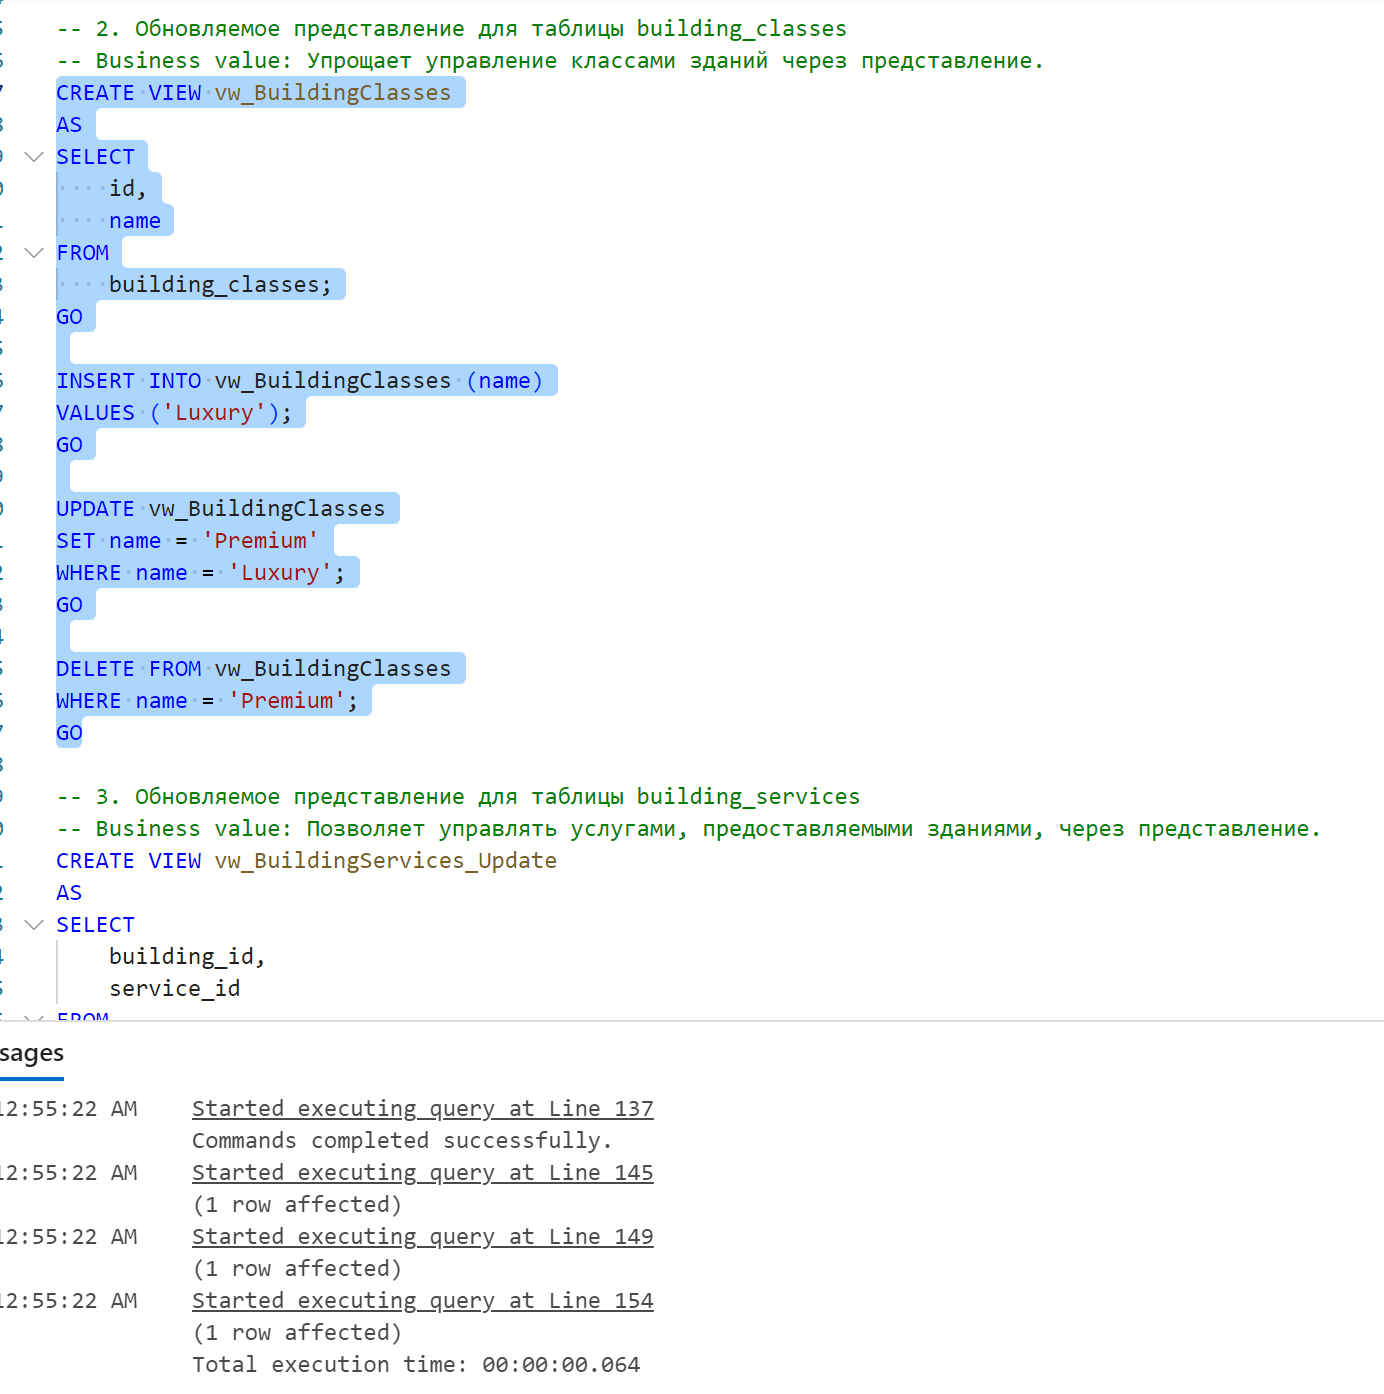 -- 2. Обновляемое представление для таблицы building_classes
-- Business value: Упрощает управление классами зданий через представление.
CREATE VIEW vw_BuildingClasses
AS
SELECT
id,
name
FROM
building_classes;
GO
INSERT INTO vw_BuildingClasses (name)
VALUES ('Luxury');
GO
UPDATE vw_BuildingClasses
SET name = 'Premium'
WHERE name = 'Luxury';
GO
DELETE FROM vw_BuildingClasses
WHERE name = 'Premium';
GO
-- 3. Обновляемое представление для таблицы building_services
-- Business value: Позволяет управлять услугами, предоставляемыми зданиями, через представление.
CREATE VIEW vw_BuildingServices_Update
AS
SELECT
building_id,
service_id
FROM
sages
12:55:22 AM Started executing query at Line 137
Commands completed successfully.
12:55:22 AM Started executing query at Line 145
(1 row affected)
12:55:22 AM Started executing query at Line 149
(1 row affected)
12:55:22 AM Started executing query at Line 154
(1 row affected)
Total execution time: 00:00:00.064